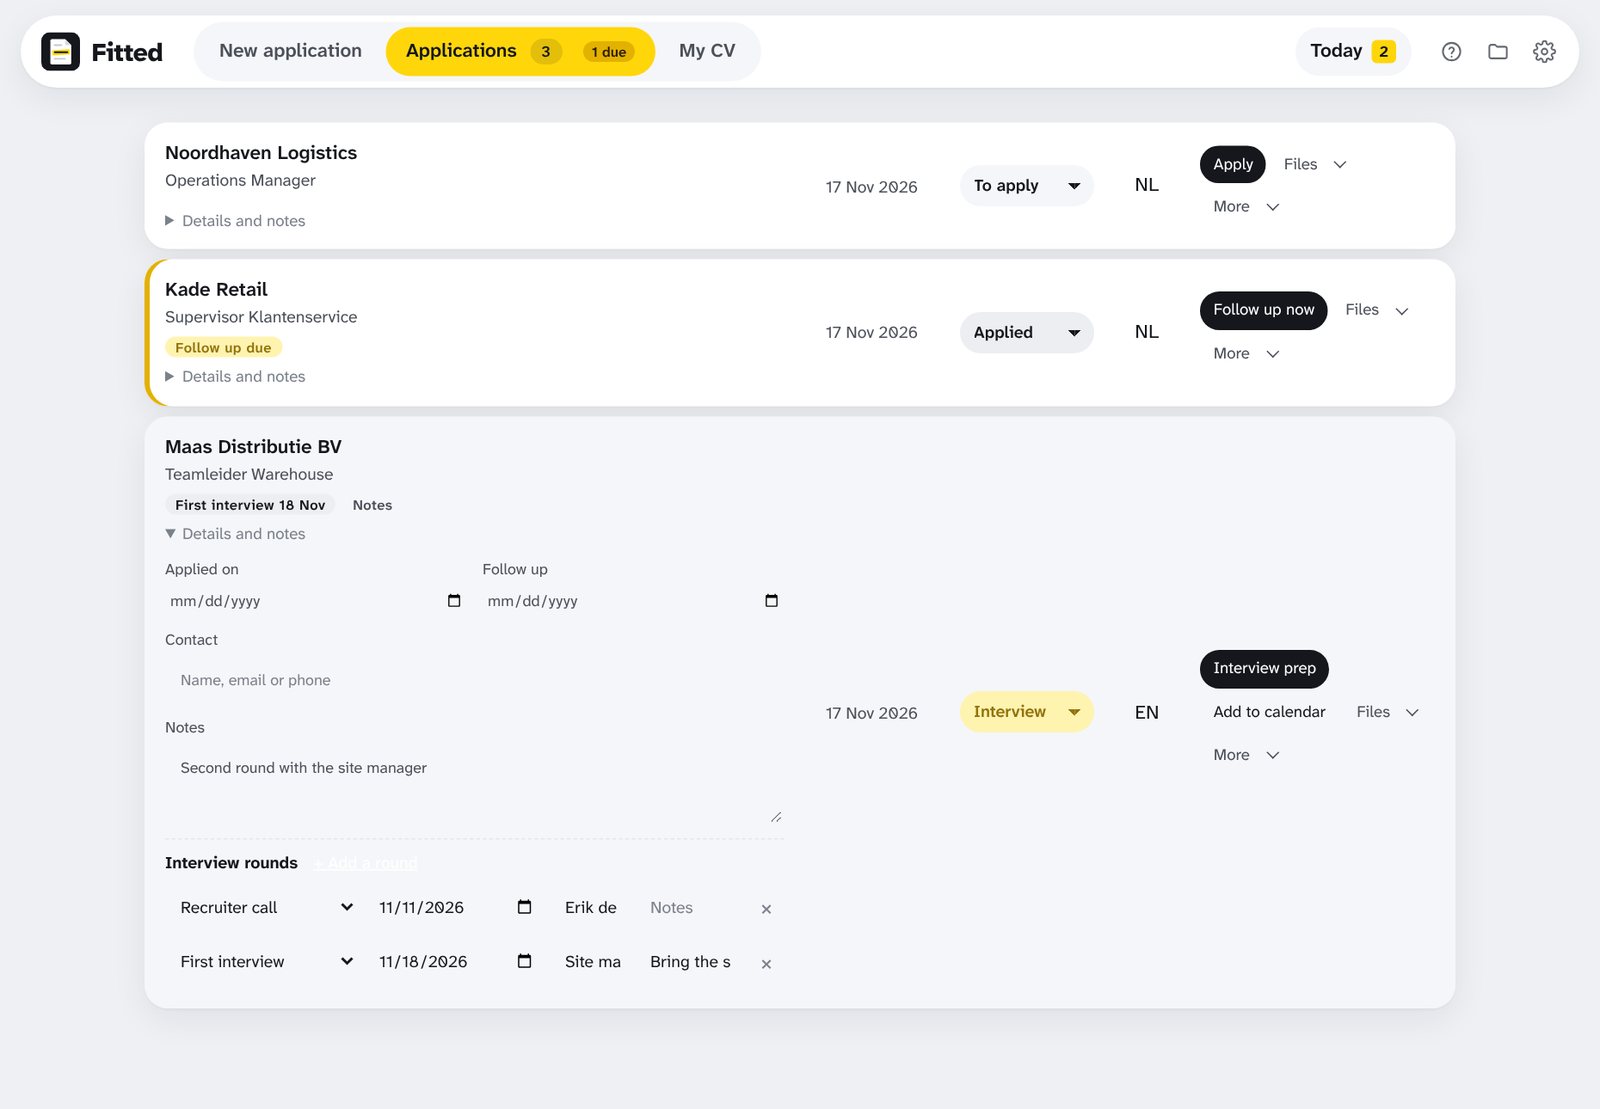 Fitted
New application
Applications 3 1 due
My CV
Today 2
Noordhaven Logistics
Operations Manager
Details and notes
17 Nov 2026
To apply
NL
Apply
Files
More
Kade Retail
Supervisor Klantenservice
Follow up due
Details and notes
17 Nov 2026
Applied
NL
Follow up now
Files
More
Maas Distributie BV
Teamleider Warehouse
First interview 18 Nov Notes
Details and notes
Applied on Follow up
mm/dd/yyyy mm/dd/yyyy
Contact
Name, email or phone
Notes
Second round with the site manager
17 Nov 2026
Interview
EN
Interview prep
Add to calendar Files
More
Interview rounds + Add a round
Recruiter call 11/11/2026 Erik de Notes ×
First interview 11/18/2026 Site ma Bring the s ×